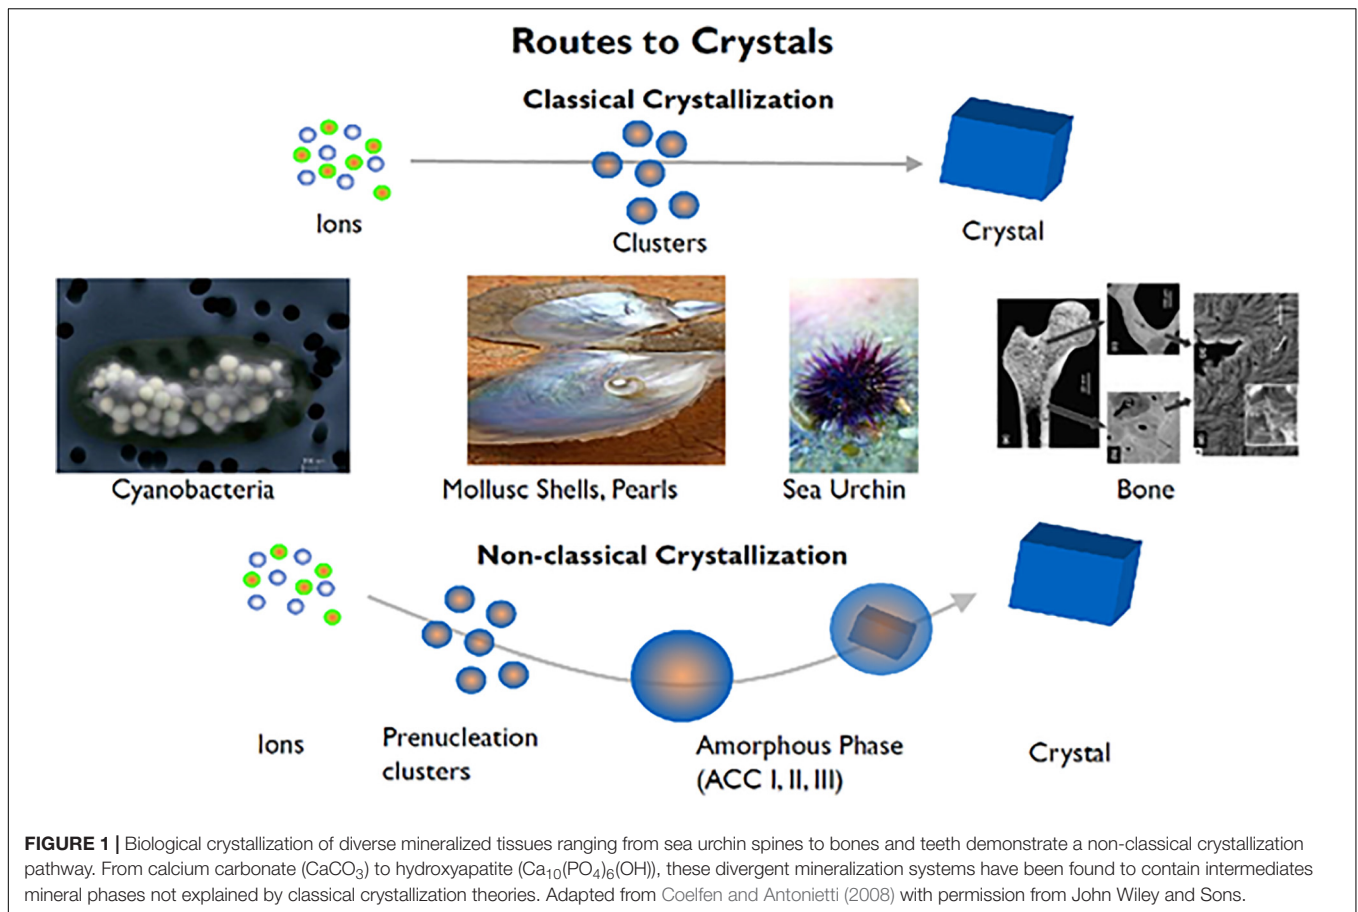 Routes to Crystals
Classical Crystallization
Ions
Clusters
Crystal
Cyanobacteria
Mollusc Shells, Pearls
Sea Urchin
Bone
Non-classical Crystallization
Ions
Prenucleation
clusters
Amorphous Phase
(ACC I, II, III)
Crystal
FIGURE 1 | Biological crystallization of diverse mineralized tissues ranging from sea urchin spines to bones and teeth demonstrate a non-classical crystallization
pathway. From calcium carbonate (CaCO3) to hydroxyapatite (Ca10(PO4)6(OH)), these divergent mineralization systems have been found to contain intermediates
mineral phases not explained by classical crystallization theories. Adapted from Coelfen and Antonietti (2008) with permission from John Wiley and Sons.